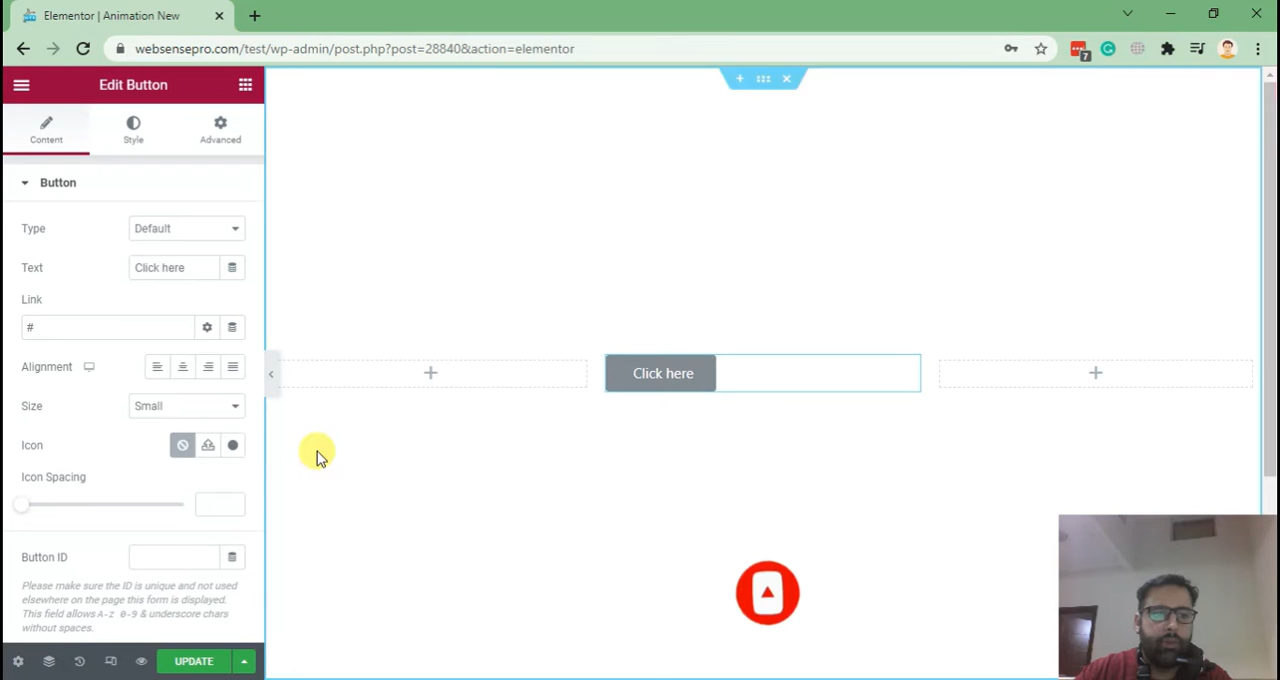 Elementor | Animation New
websensepro.com/test/wp-admin/post.php?post=28840&action=elementor
7
Edit Button
Content
Style
Advanced
Button
Type
Default
Text
Click here
Link
#
Alignment
Size
Small
Icon
Icon Spacing
Button ID
Please make sure the ID is unique and not used
elsewhere on the page this form is displayed.
This field allows A-z 0-9 & underscore chars
without spaces.
UPDATE
Click here